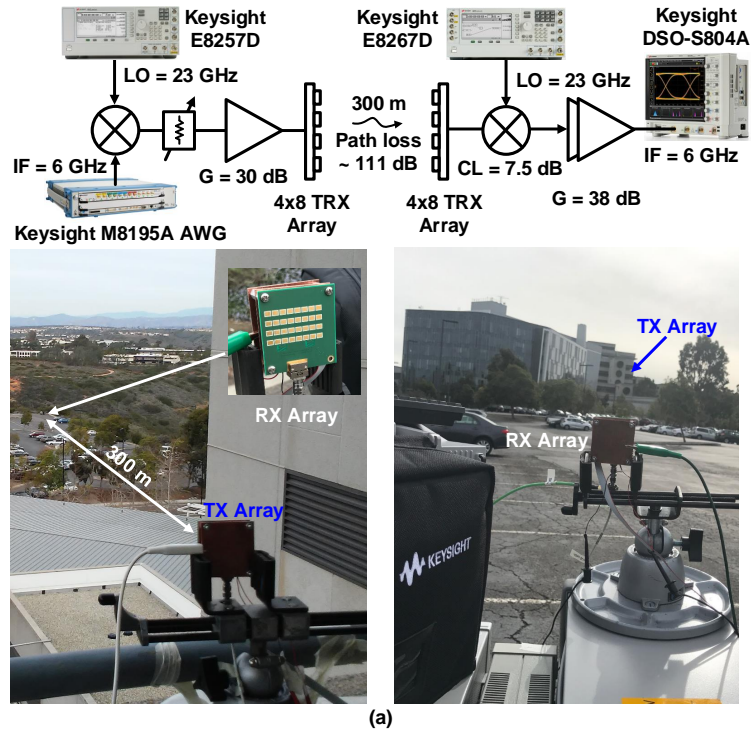 Keysight
E8257D
Keysight
E8267D
Keysight
DSO-S804A
LO = 23 GHz
LO = 23 GHz
300 m
Path loss
~ 111 dB
IF = 6 GHz
G = 30 dB
CL = 7.5 dB
G = 38 dB
IF = 6 GHz
4x8 TRX
Array
4x8 TRX
Array
Keysight M8195A AWG
RX Array
300 m
TX Array
TX Array
RX Array
KEYSIGHT
(a)